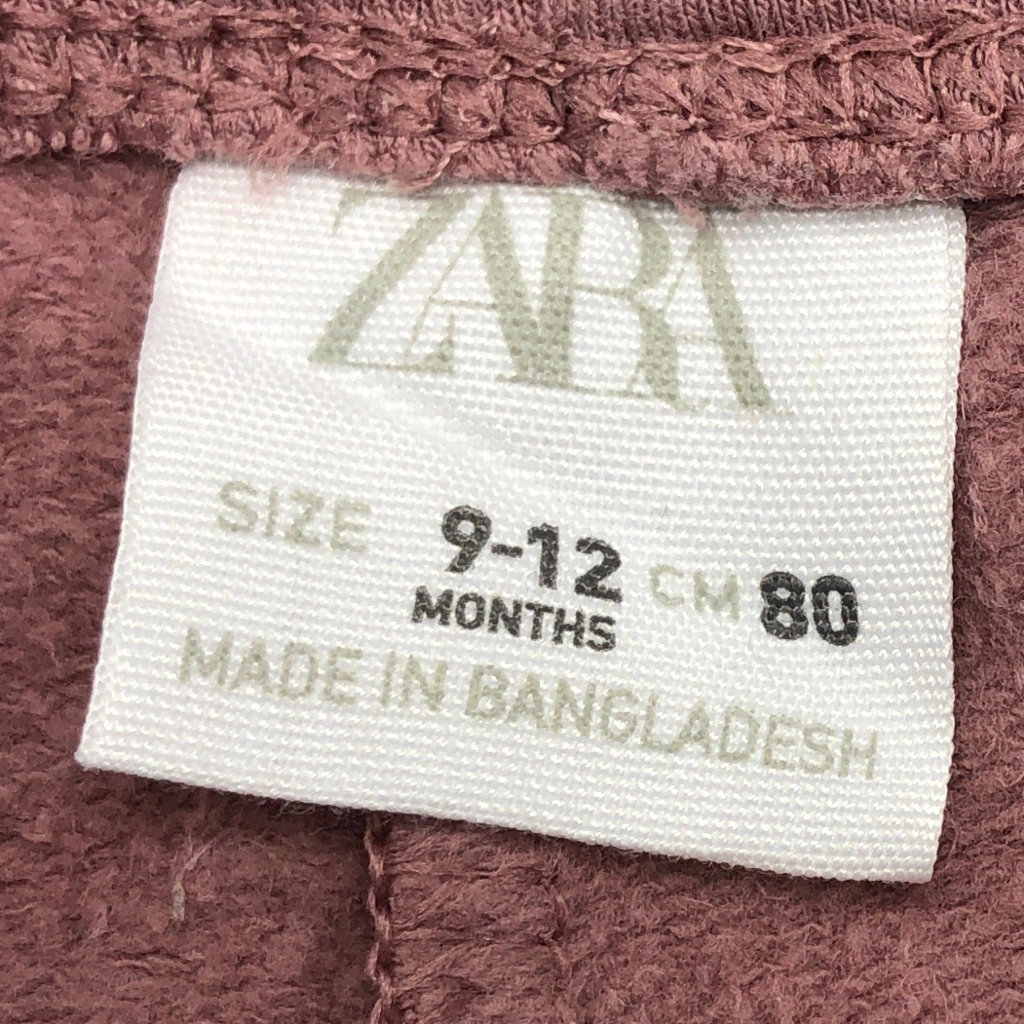 ZARA
SIZE 9-12 CM 80
MONTHS
MADE IN BANGLADESH